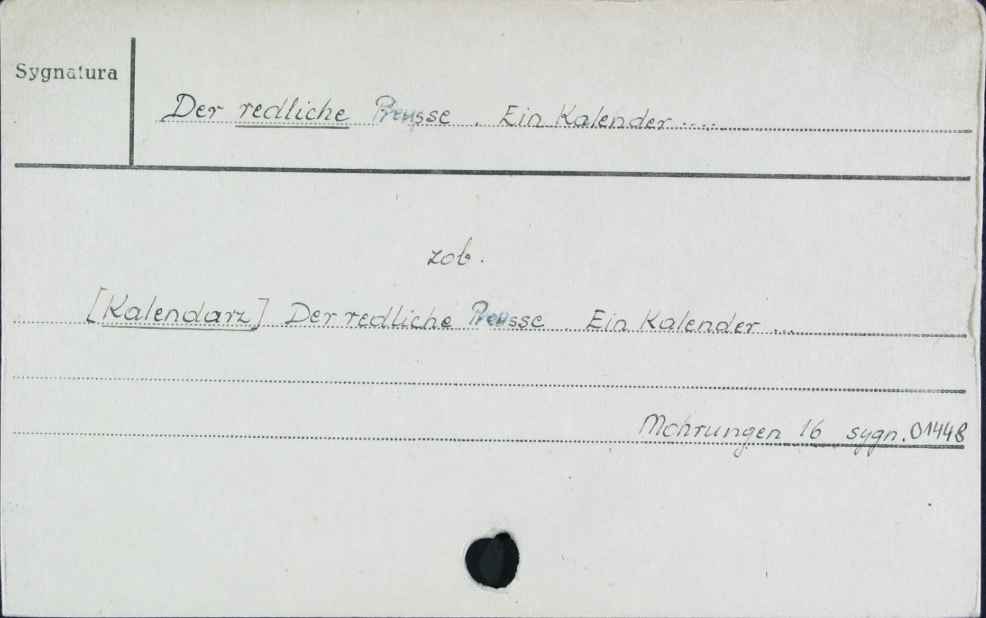 Sygnatura
Der redliche Preusse. Ein Kalender.....
zob.
[Kalendarz] Der redliche Preusse. Ein Kalender...
Mohrungen 16 sygn. 01448